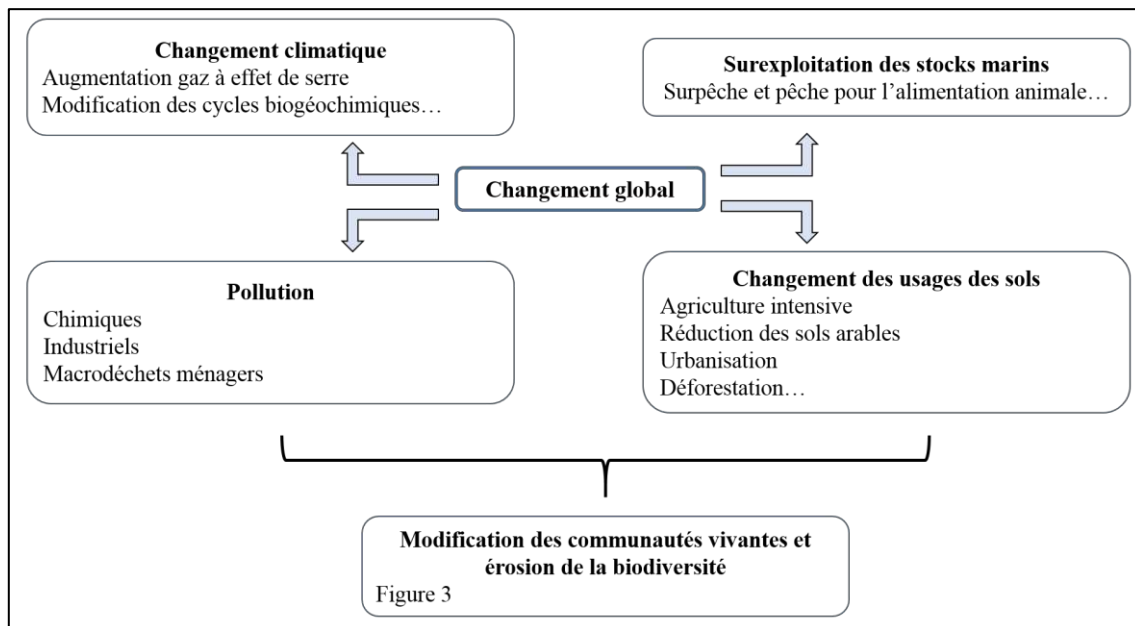 Changement climatique
Augmentation gaz à effet de serre
Modification des cycles biogéochimiques…
Surexploitation des stocks marins
Surpêche et pêche pour l’alimentation animale…
Changement global
Pollution
Chimiques
Industriels
Macrodéchets ménagers
Changement des usages des sols
Agriculture intensive
Réduction des sols arables
Urbanisation
Déforestation…
Modification des communautés vivantes et
érosion de la biodiversité
Figure 3